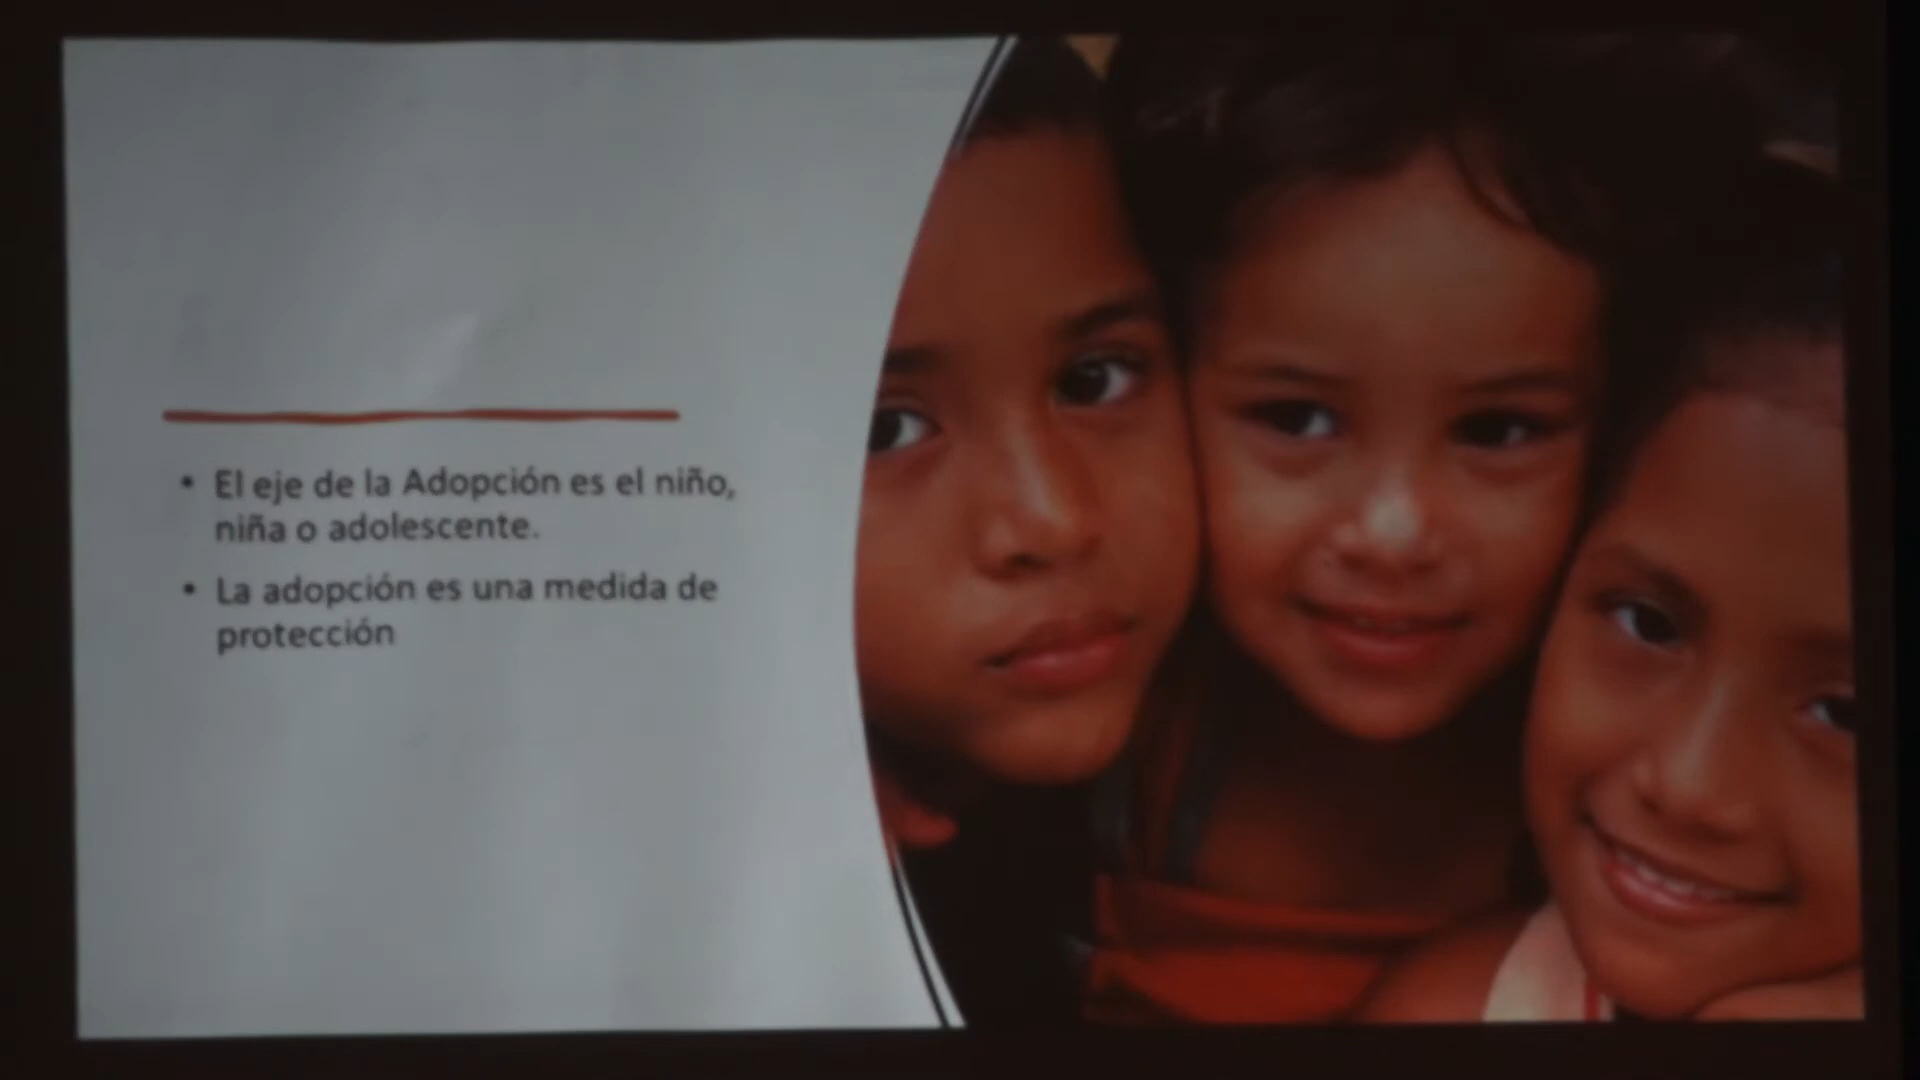 • El eje de la Adopción es el niño,
niña o adolescente.
• La adopción es una medida de
protección